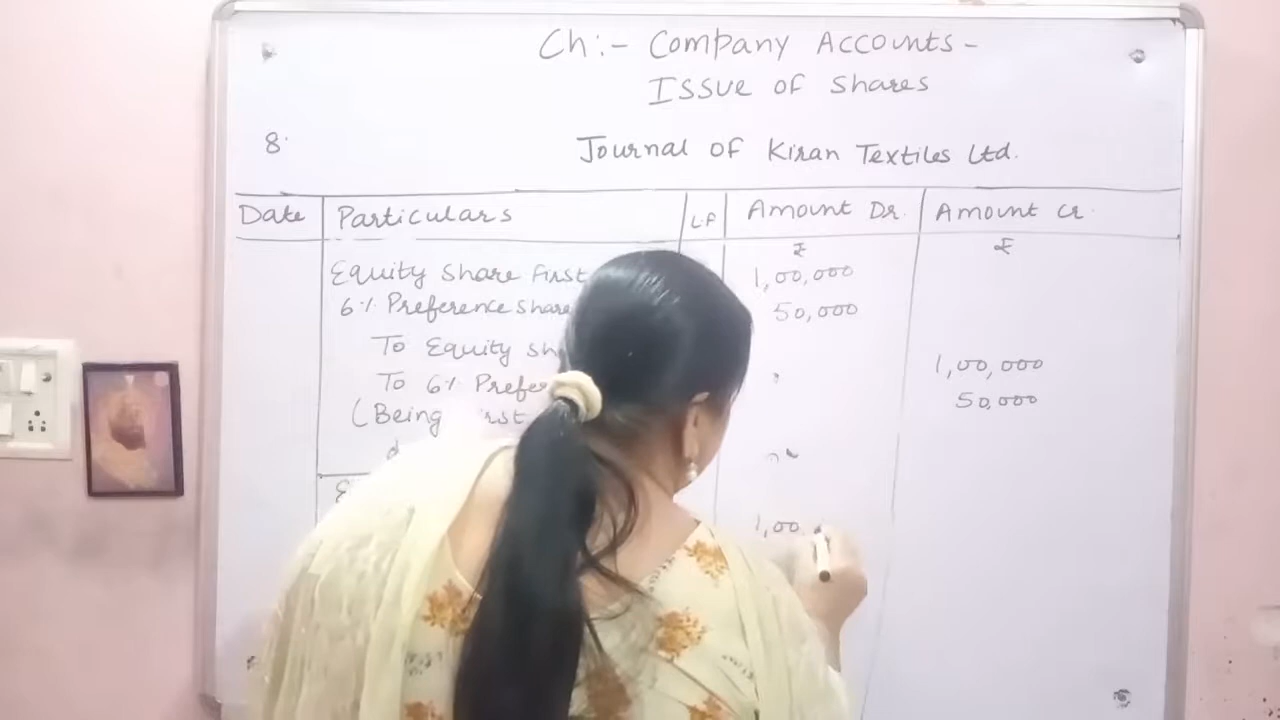 Ch:- Company Accounts -
Issue of Shares
8. Journal of Kiran Textiles Ltd.
Date Particulars L.F Amount Dr. Amount Cr.
₹ ₹
Equity Share First 1,00,000
6% Preference Share 50,000
To Equity Sh 1,00,000
To 6% Prefe 50,000
(Being
1,00